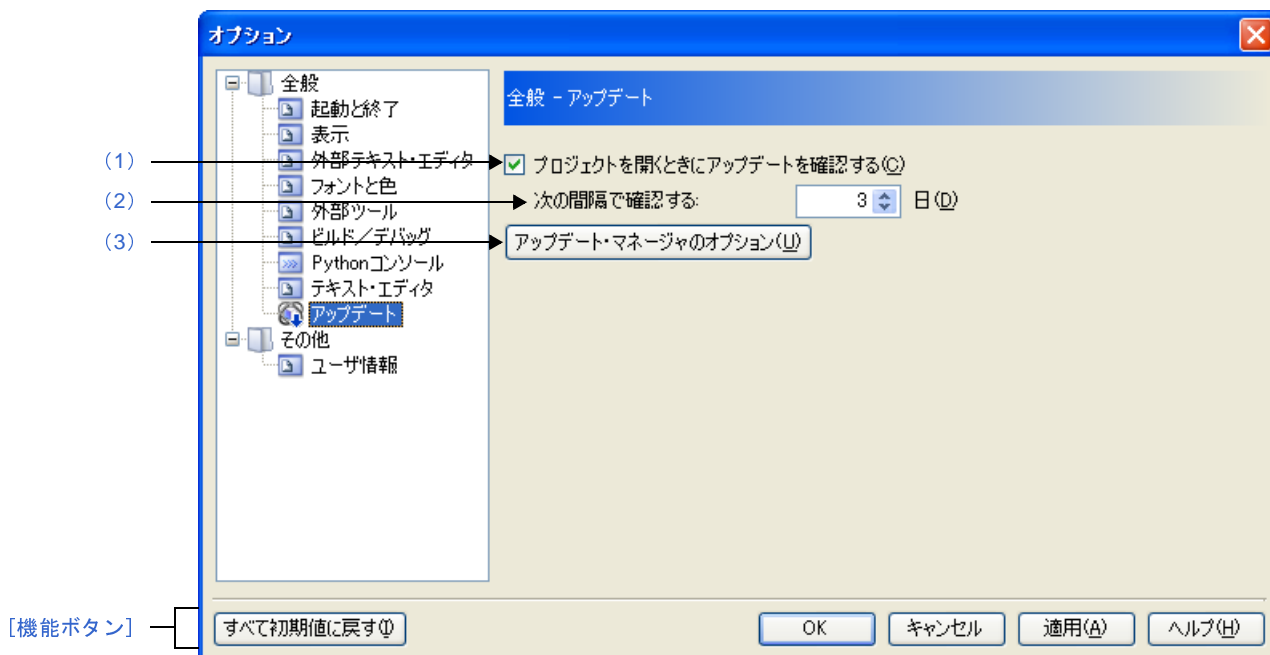 オプション
全般
起動と終了
表示
外部テキスト・エディタ
フォントと色
外部ツール
ビルド／デバッグ
Pythonコンソール
テキスト・エディタ
アップデート
その他
ユーザ情報
全般 - アップデート
(1)
プロジェクトを開くときにアップデートを確認する(C)
(2)
次の間隔で確認する: 3 日(D)
(3)
アップデート・マネージャのオプション(U)
[機能ボタン]
すべて初期値に戻す(I) OK キャンセル 適用(A) ヘルプ(H)